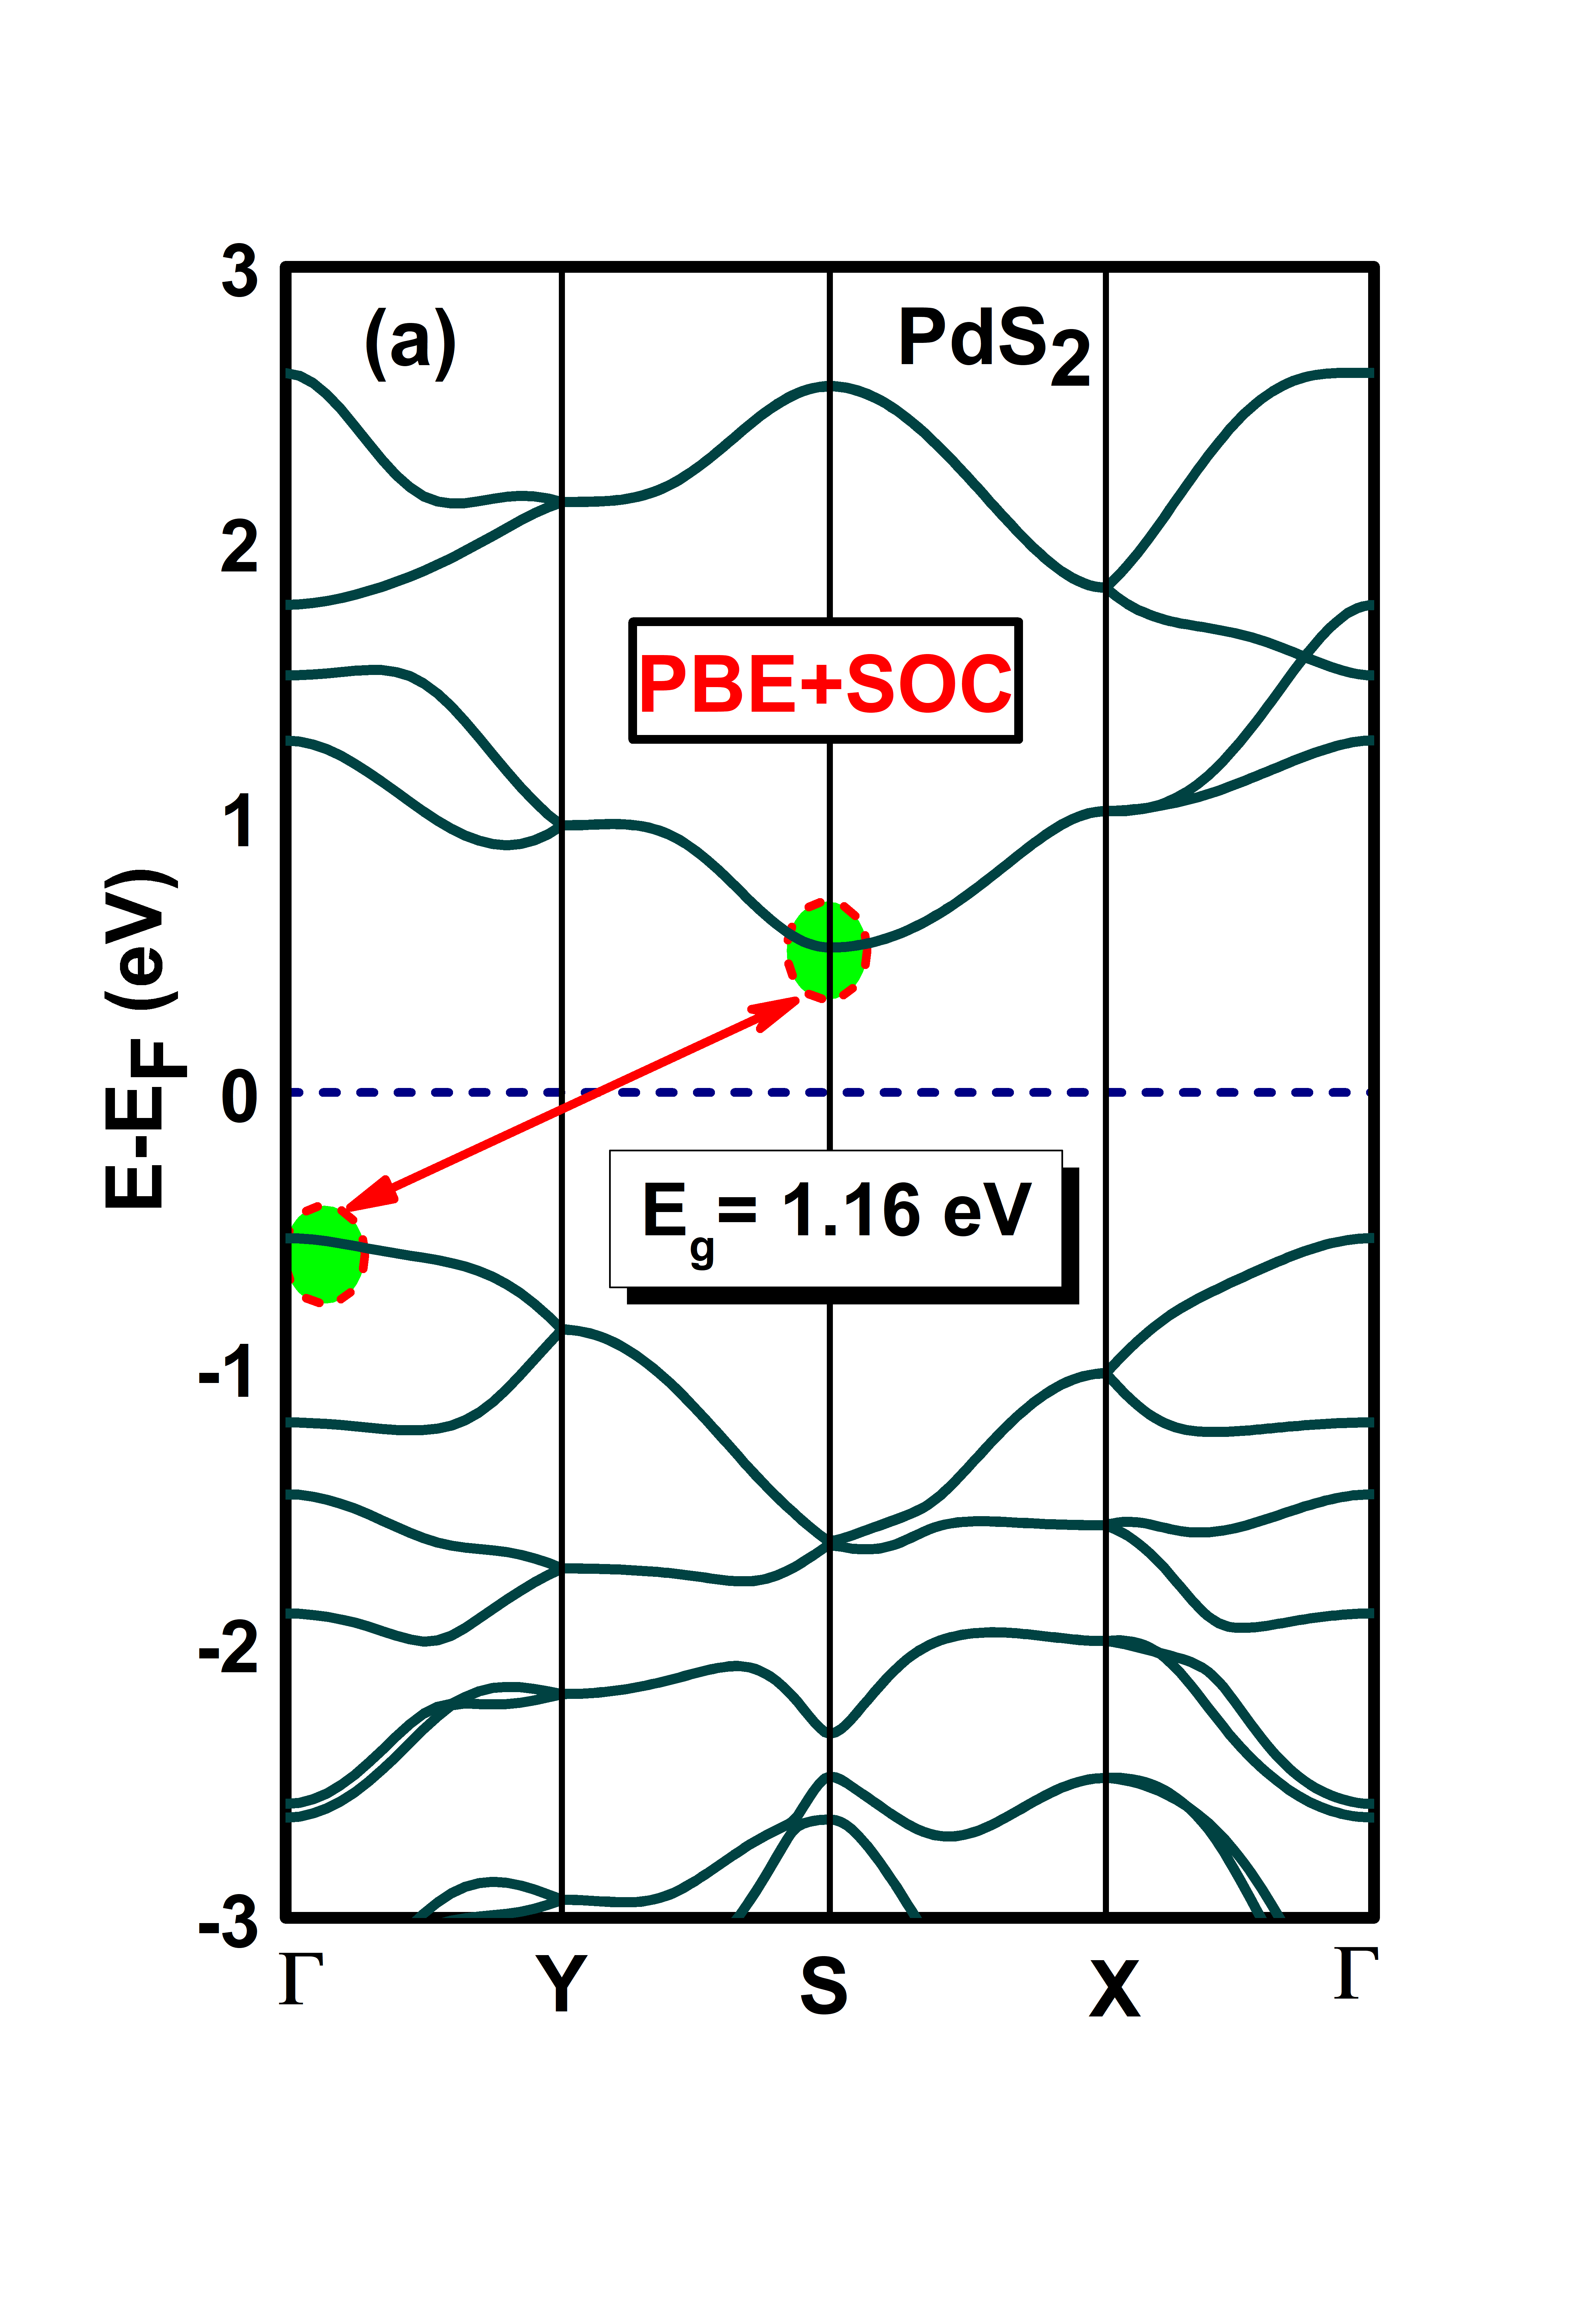 3
(a)
PdS2
2
PBE+SOC
1
E-EF (eV)
0
Eg= 1.16 eV
-1
-2
-3
Γ Y S X Γ